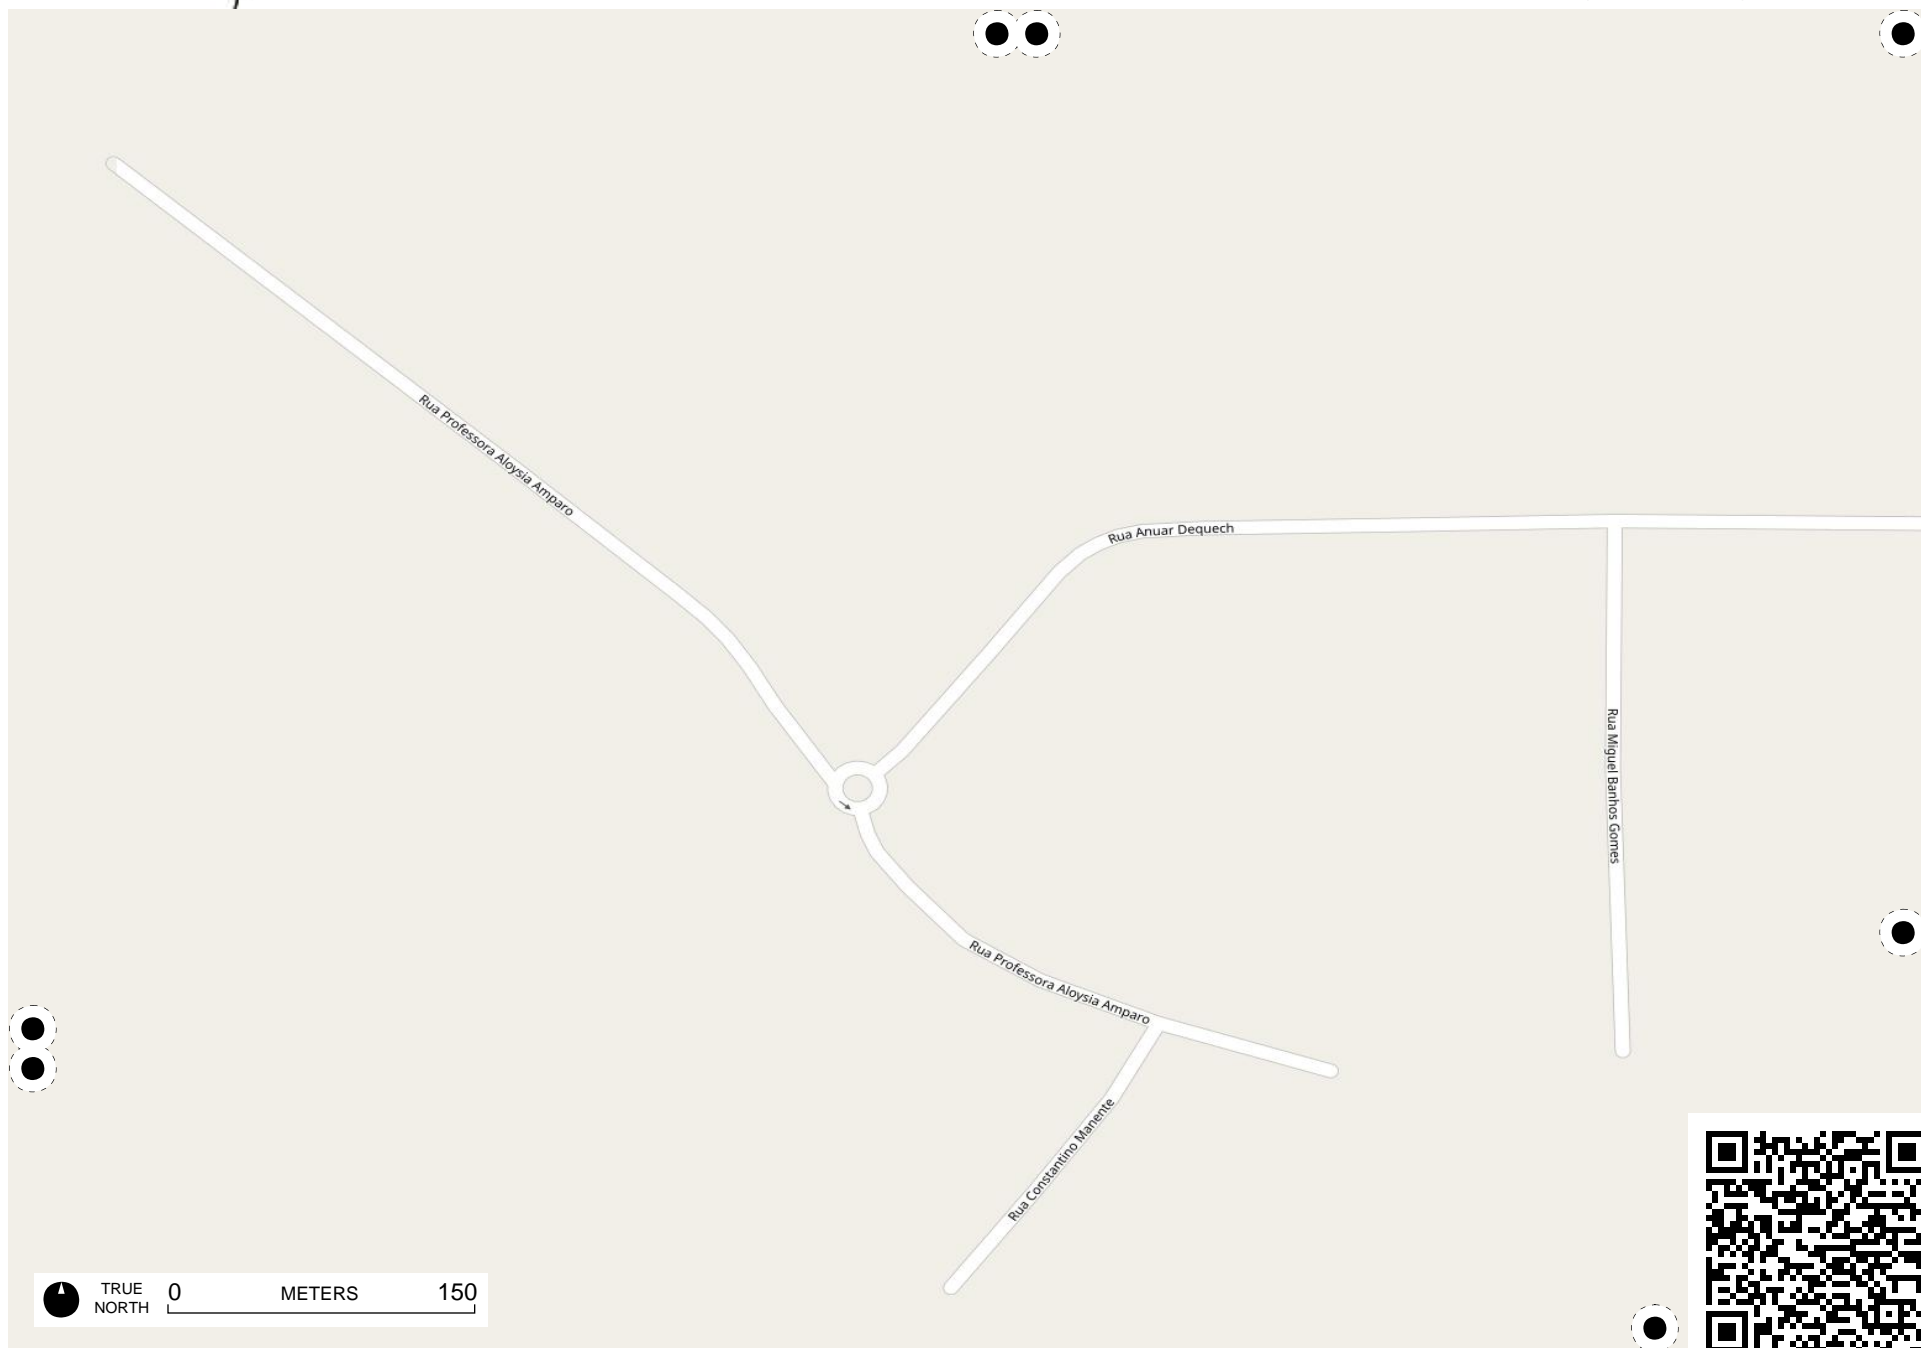 Rua Professora Aloysia Amparo
Rua Anuar Dequech
Rua Miguel Banhos Gomes
Rua Professora Aloysia Amparo
Rua Constantino Manente
TRUE
NORTH
0 METERS 150